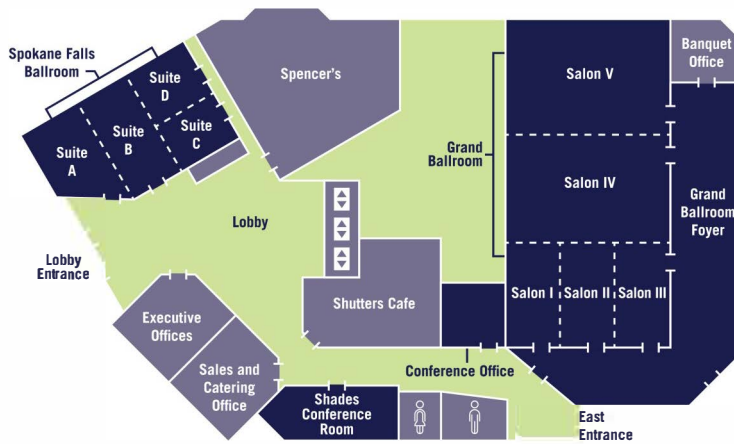 Spokane Falls
Ballroom
Suite
D
Suite
C
Suite
B
Suite
A
Spencer's
Salon V
Banquet
Office
Grand
Ballroom
Salon IV
Grand
Ballroom
Foyer
Lobby
Lobby
Entrance
Salon I
Salon II
Salon III
Shutters Cafe
Executive
Offices
Sales and
Catering
Office
Conference Office
Shades
Conference
Room
East
Entrance